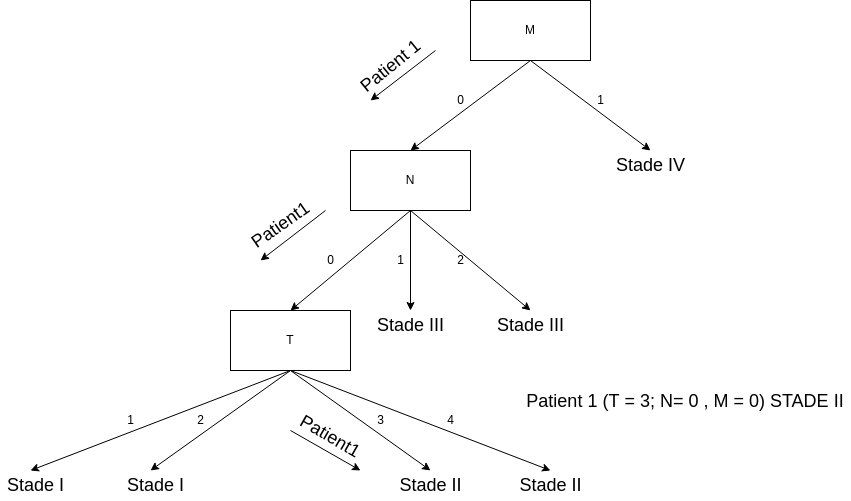 M
Patient 1
0
1
Stade IV
N
Patient1
0
1
2
Stade III
Stade III
T
Patient 1 (T = 3; N= 0 , M = 0) STADE II
1
2
Patient1
3
4
Stade I
Stade I
Stade II
Stade II